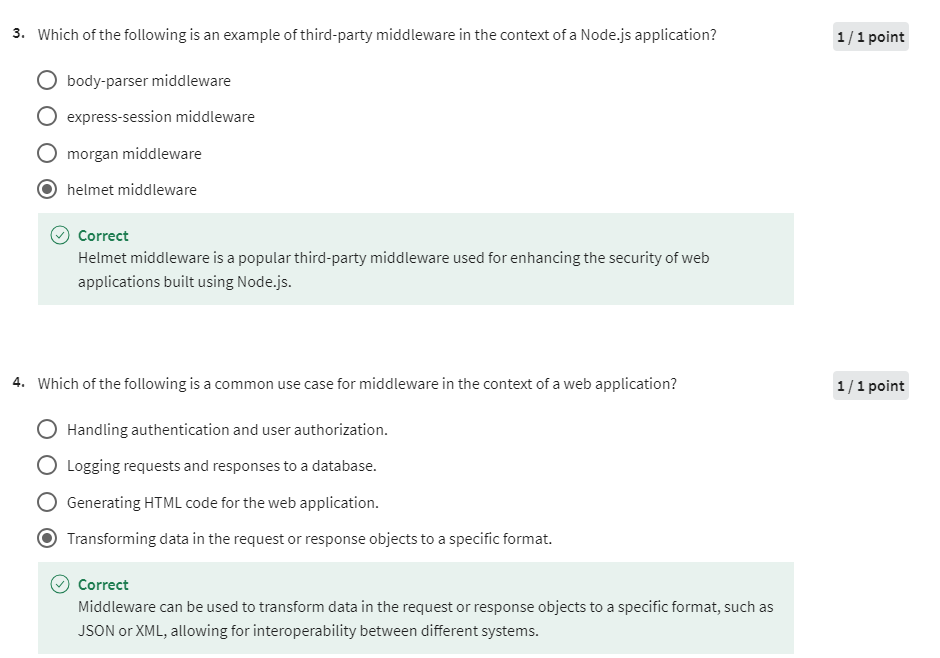 3. Which of the following is an example of third-party middleware in the context of a Node.js application?
1 / 1 point
body-parser middleware
express-session middleware
morgan middleware
helmet middleware
Correct
Helmet middleware is a popular third-party middleware used for enhancing the security of web
applications built using Node.js.
4. Which of the following is a common use case for middleware in the context of a web application?
1 / 1 point
Handling authentication and user authorization.
Logging requests and responses to a database.
Generating HTML code for the web application.
Transforming data in the request or response objects to a specific format.
Correct
Middleware can be used to transform data in the request or response objects to a specific format, such as
JSON or XML, allowing for interoperability between different systems.